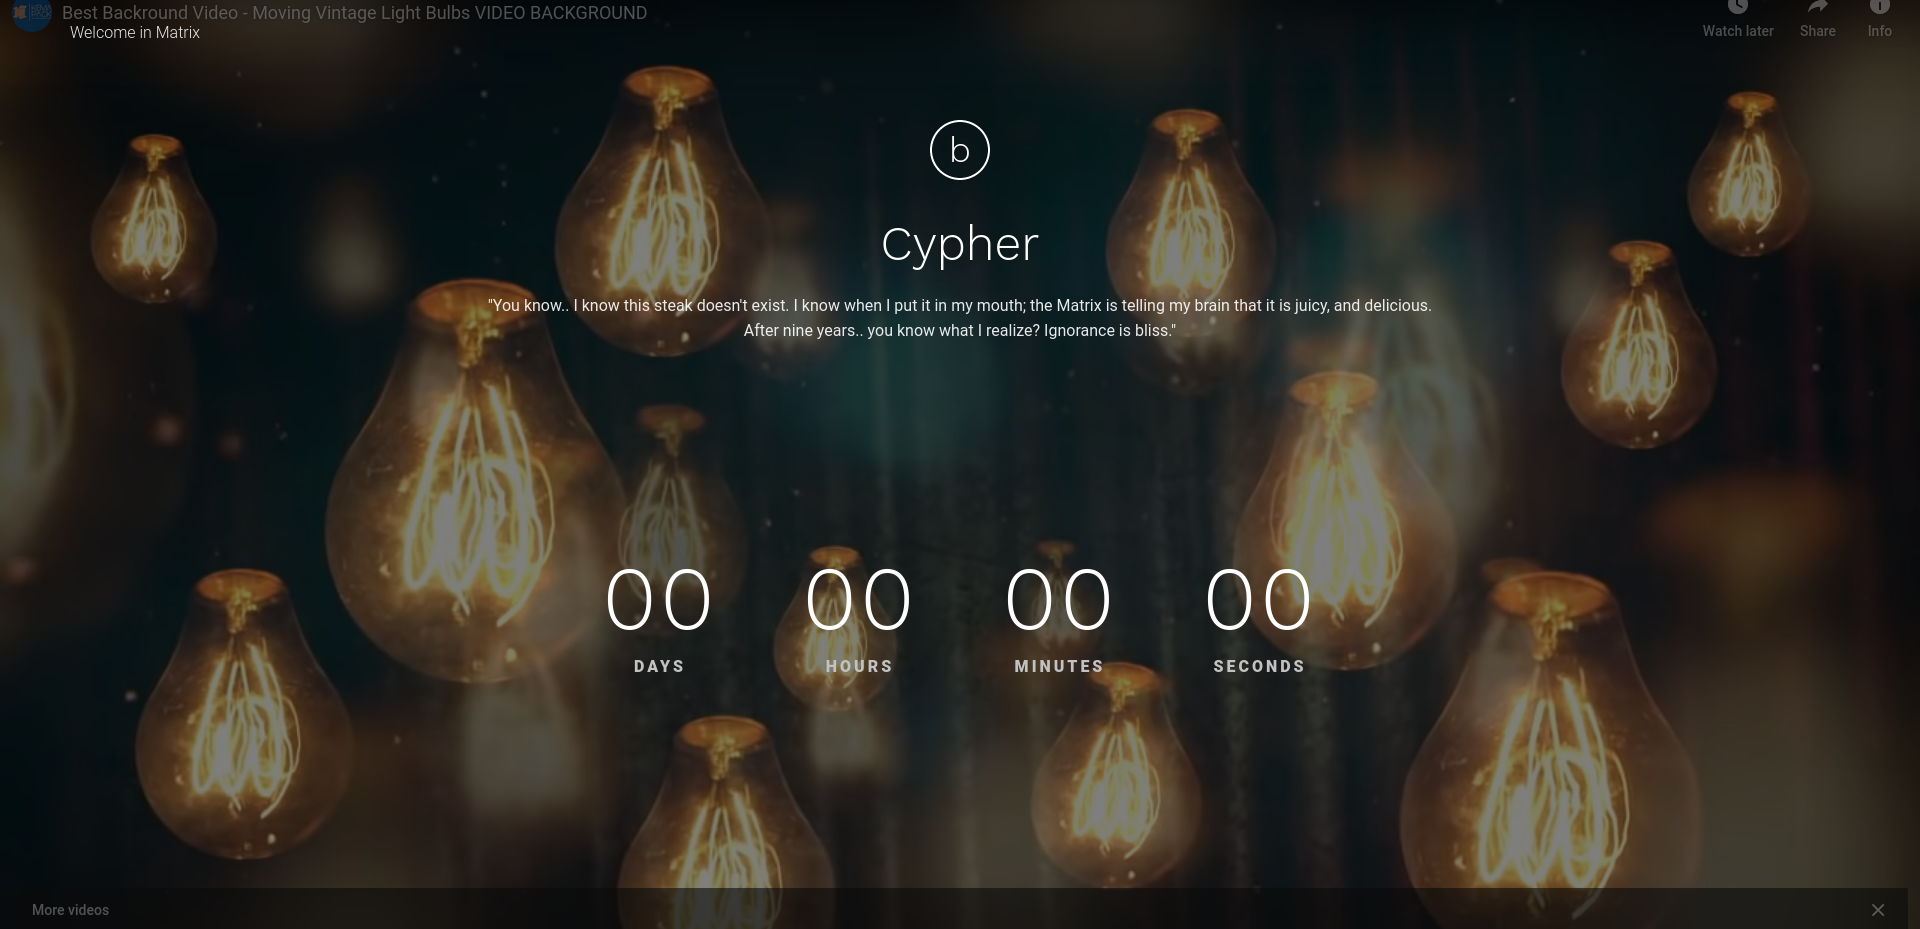 Best Backround Video - Moving Vintage Light Bulbs VIDEO BACKGROUND
Welcome in Matrix
Watch later
Share
Info
b
Cypher
"You know.. I know this steak doesn't exist. I know when I put it in my mouth; the Matrix is telling my brain that it is juicy, and delicious.
After nine years.. you know what I realize? Ignorance is bliss."
00 00 00 00
DAYS HOURS MINUTES SECONDS
More videos